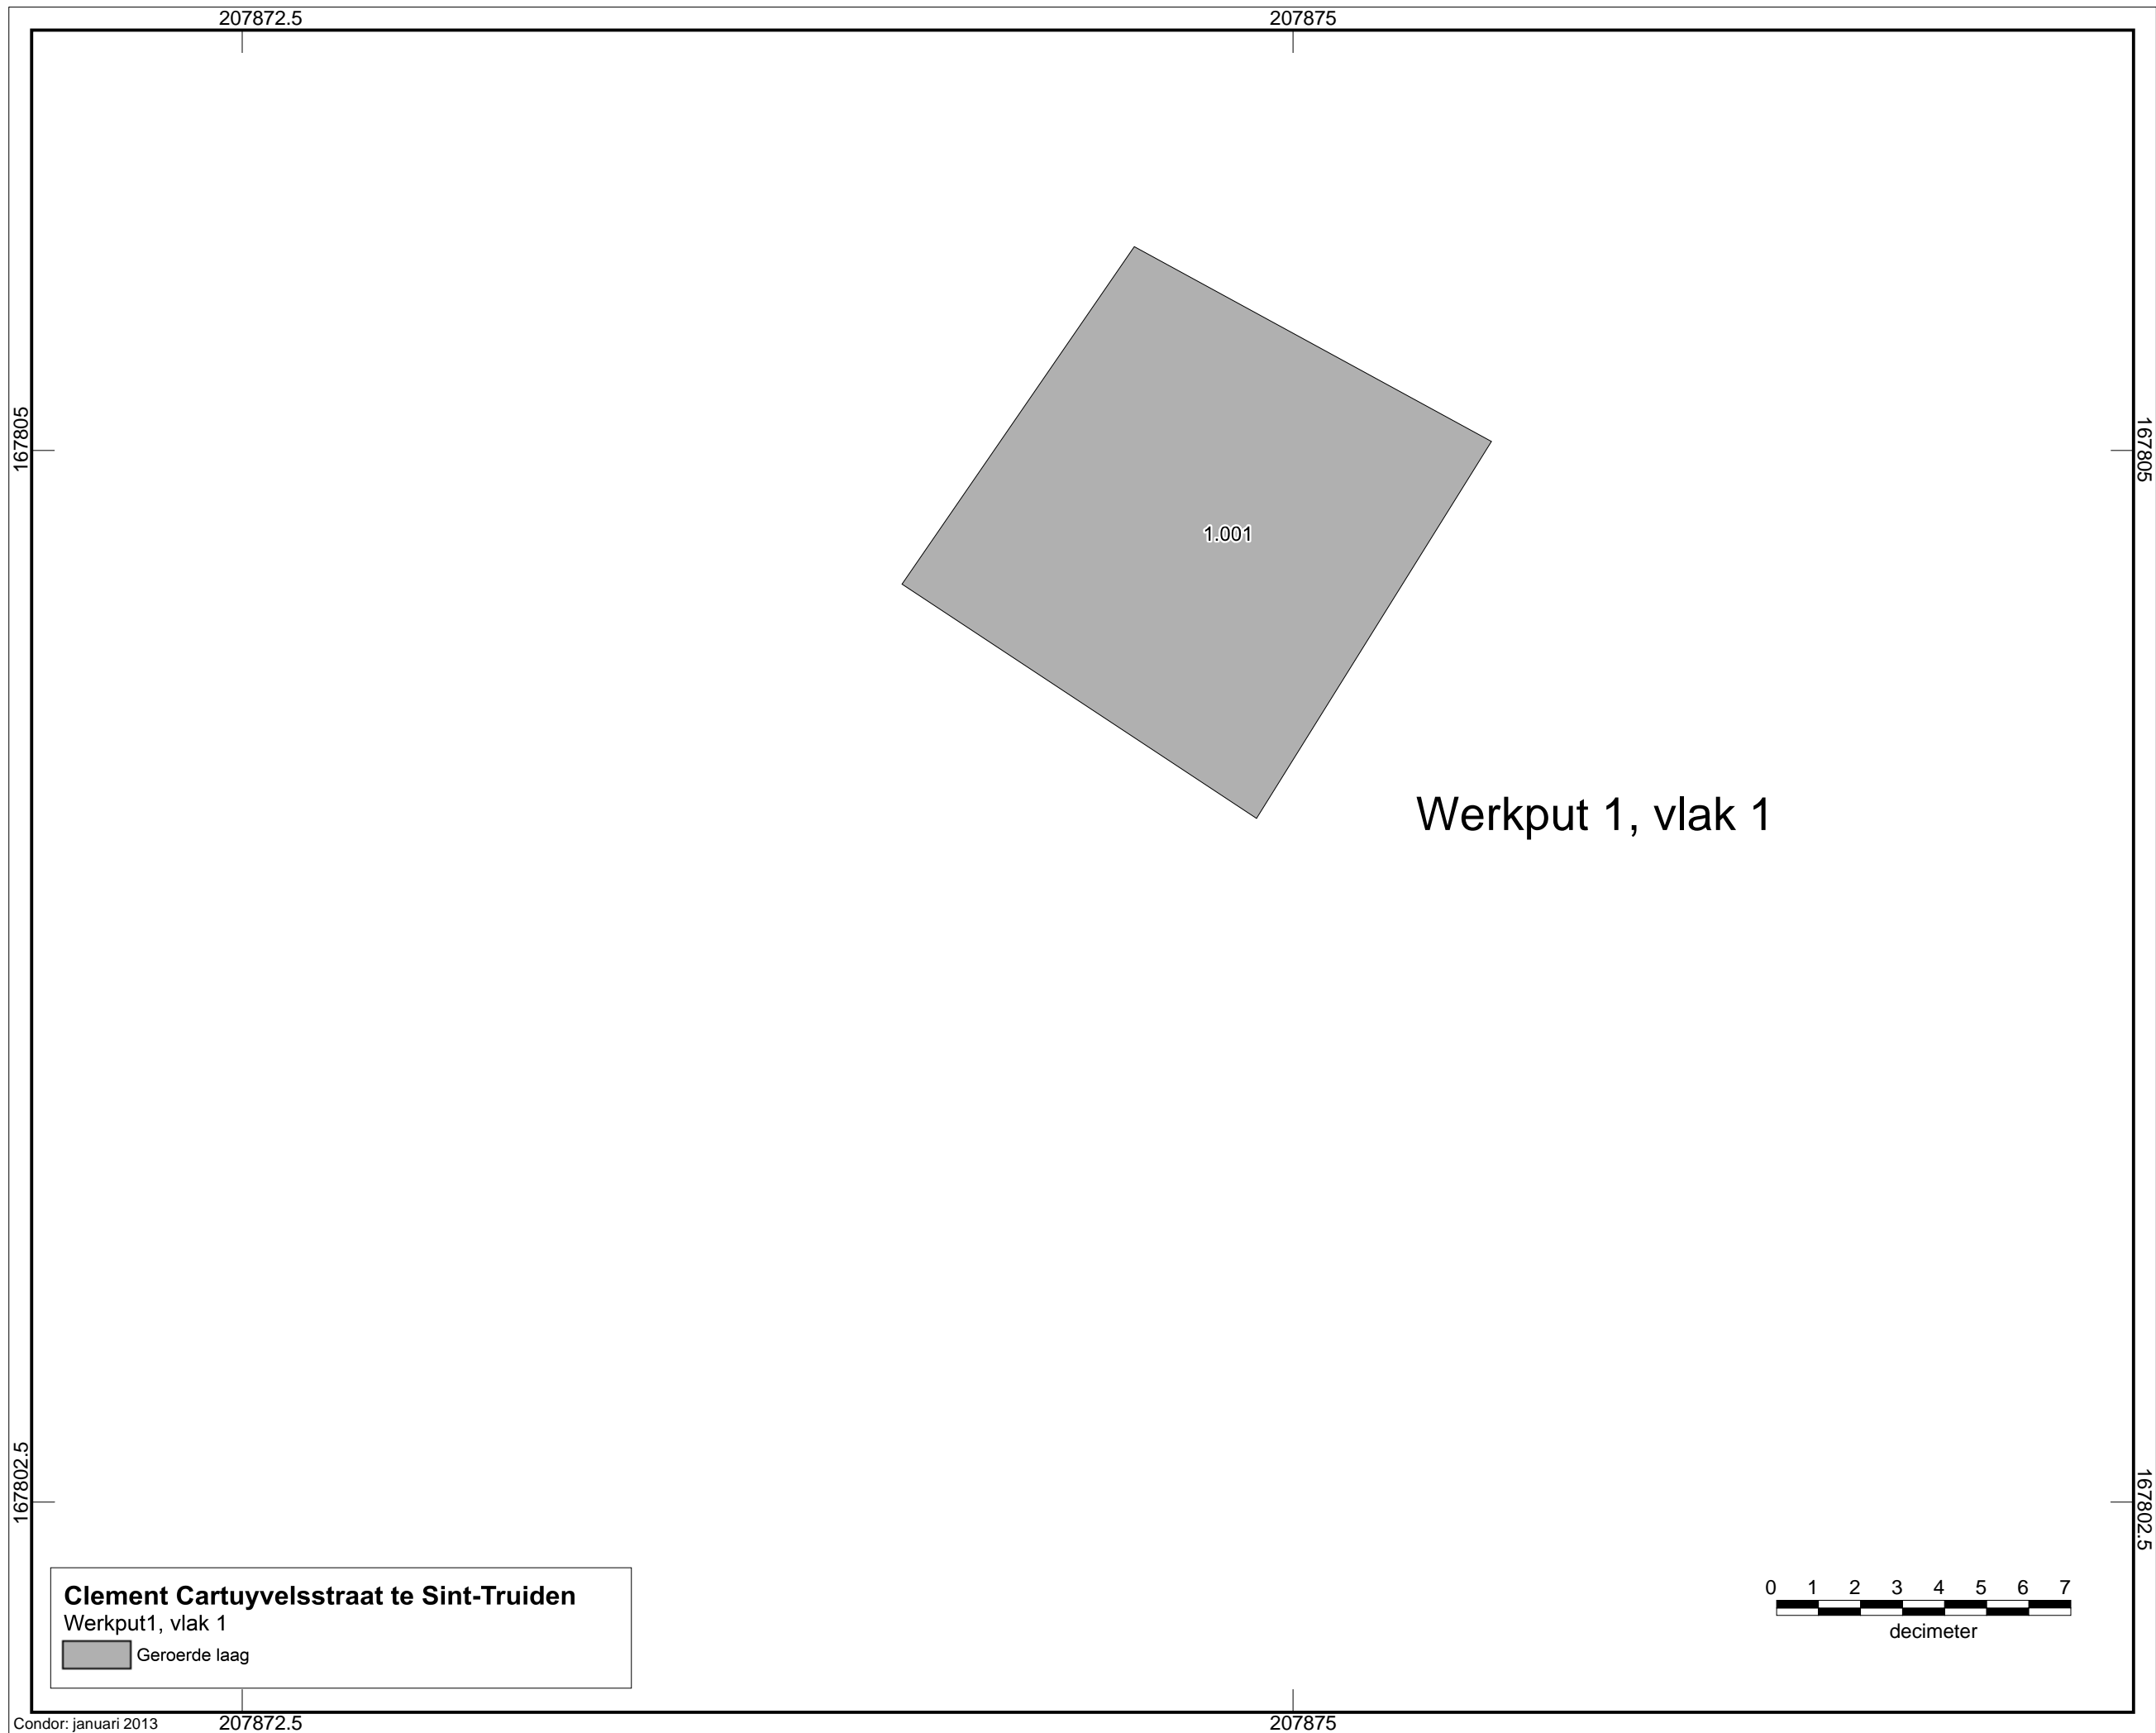 207872.5
207875
167805
167805
1.001
Werkput 1, vlak 1
167802.5
167802.5
Clement Cartuyvelsstraat te Sint-Truiden
Werkput1, vlak 1
Geroerde laag
0 1 2 3 4 5 6 7
decimeter
Condor: januari 2013
207872.5
207875